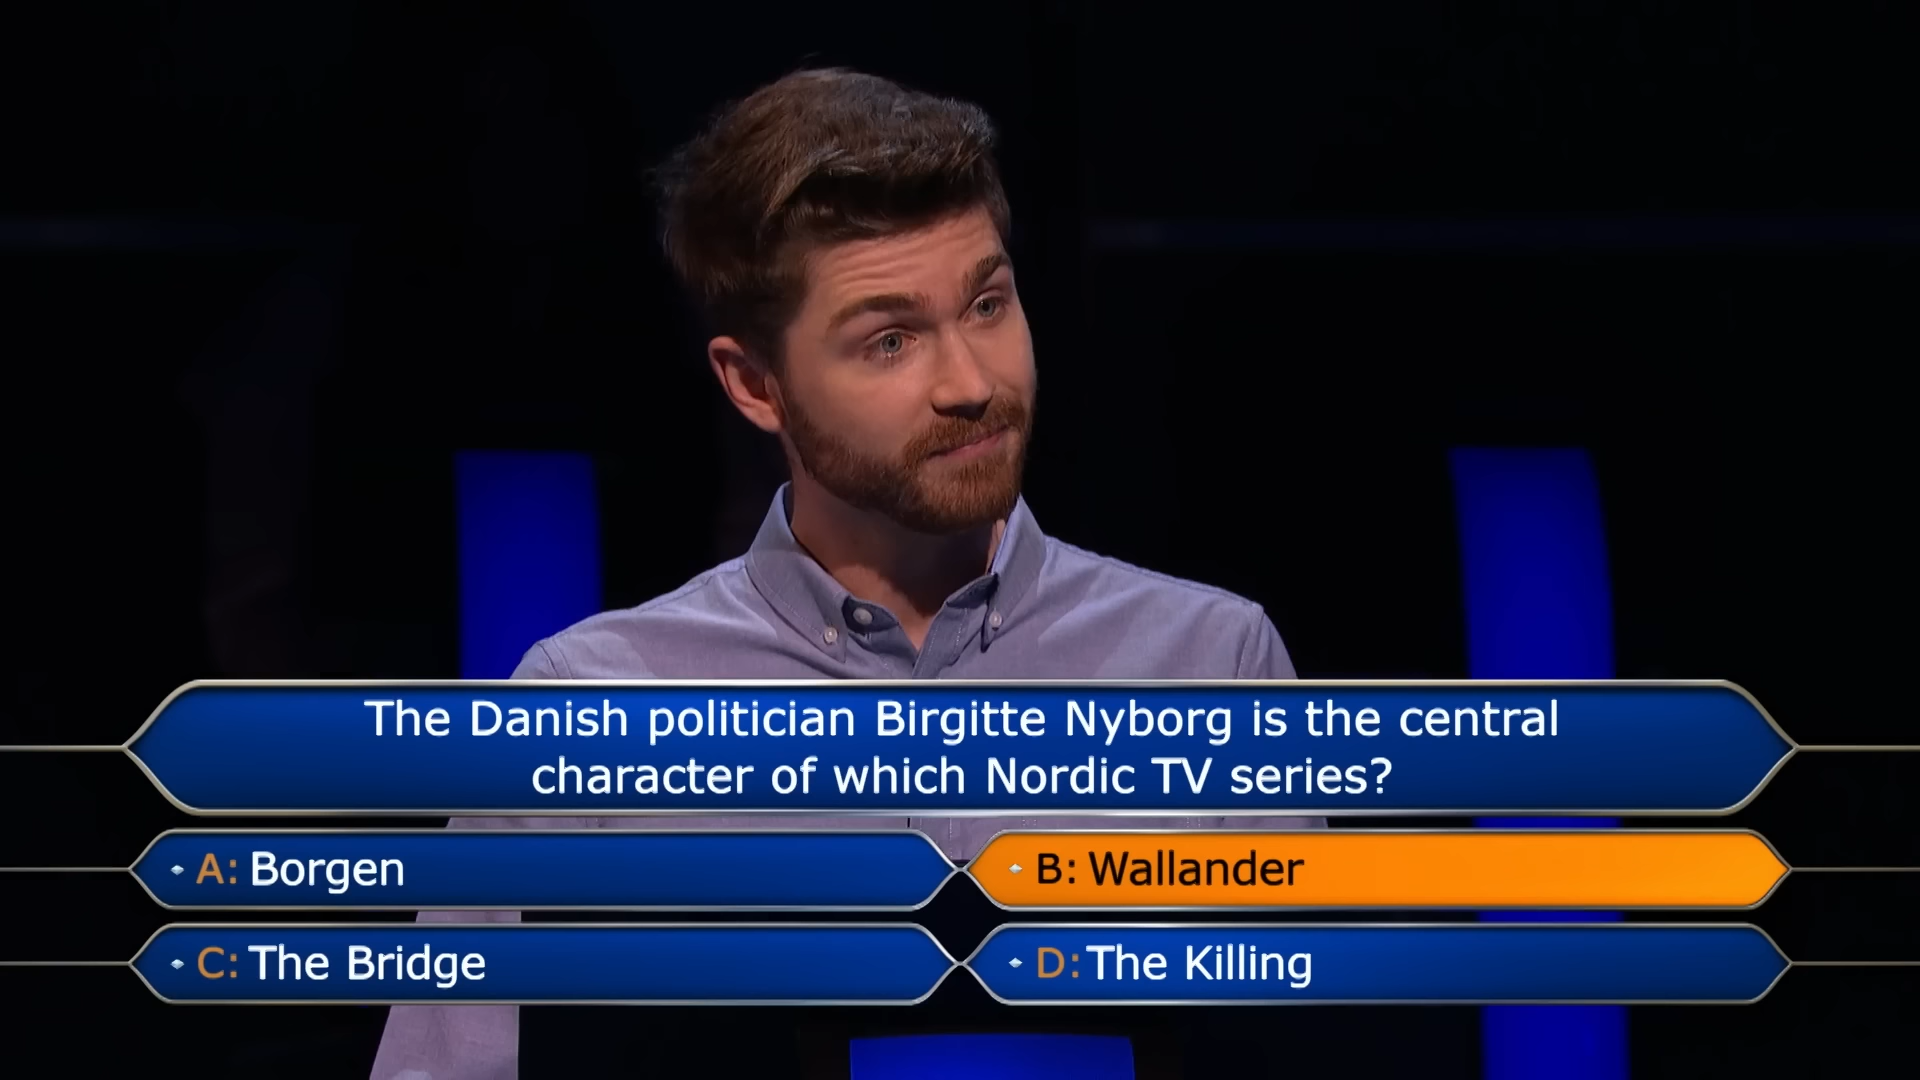 The Danish politician Birgitte Nyborg is the central
character of which Nordic TV series?
A: Borgen
B: Wallander
C: The Bridge
D: The Killing